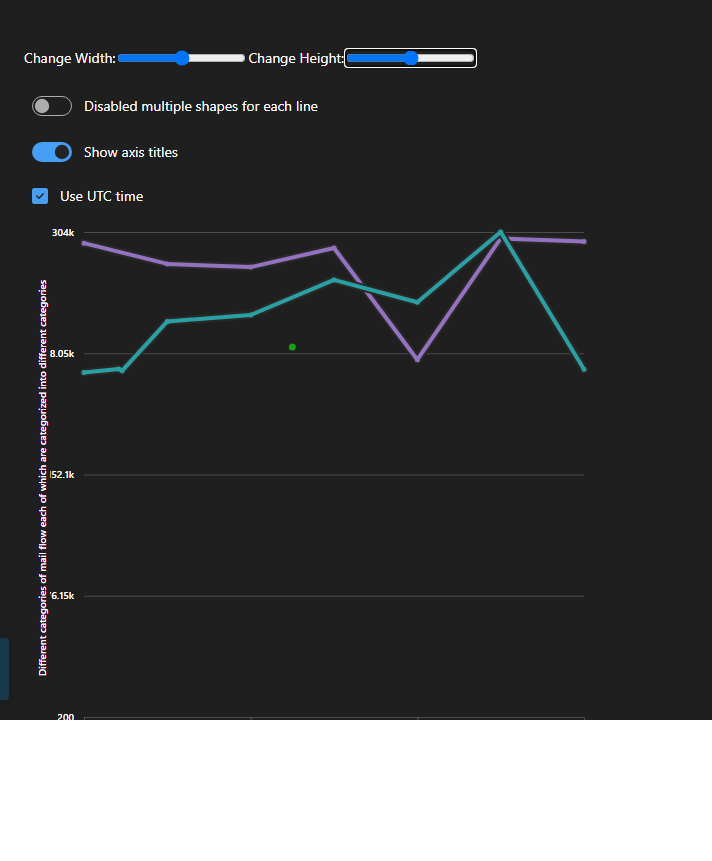 Change Width: Change Height:
Disabled multiple shapes for each line
Show axis titles
Use UTC time
304k
8.05k
52.1k
6.15k
200
Different categories of mail flow each of which are categorized into different categories